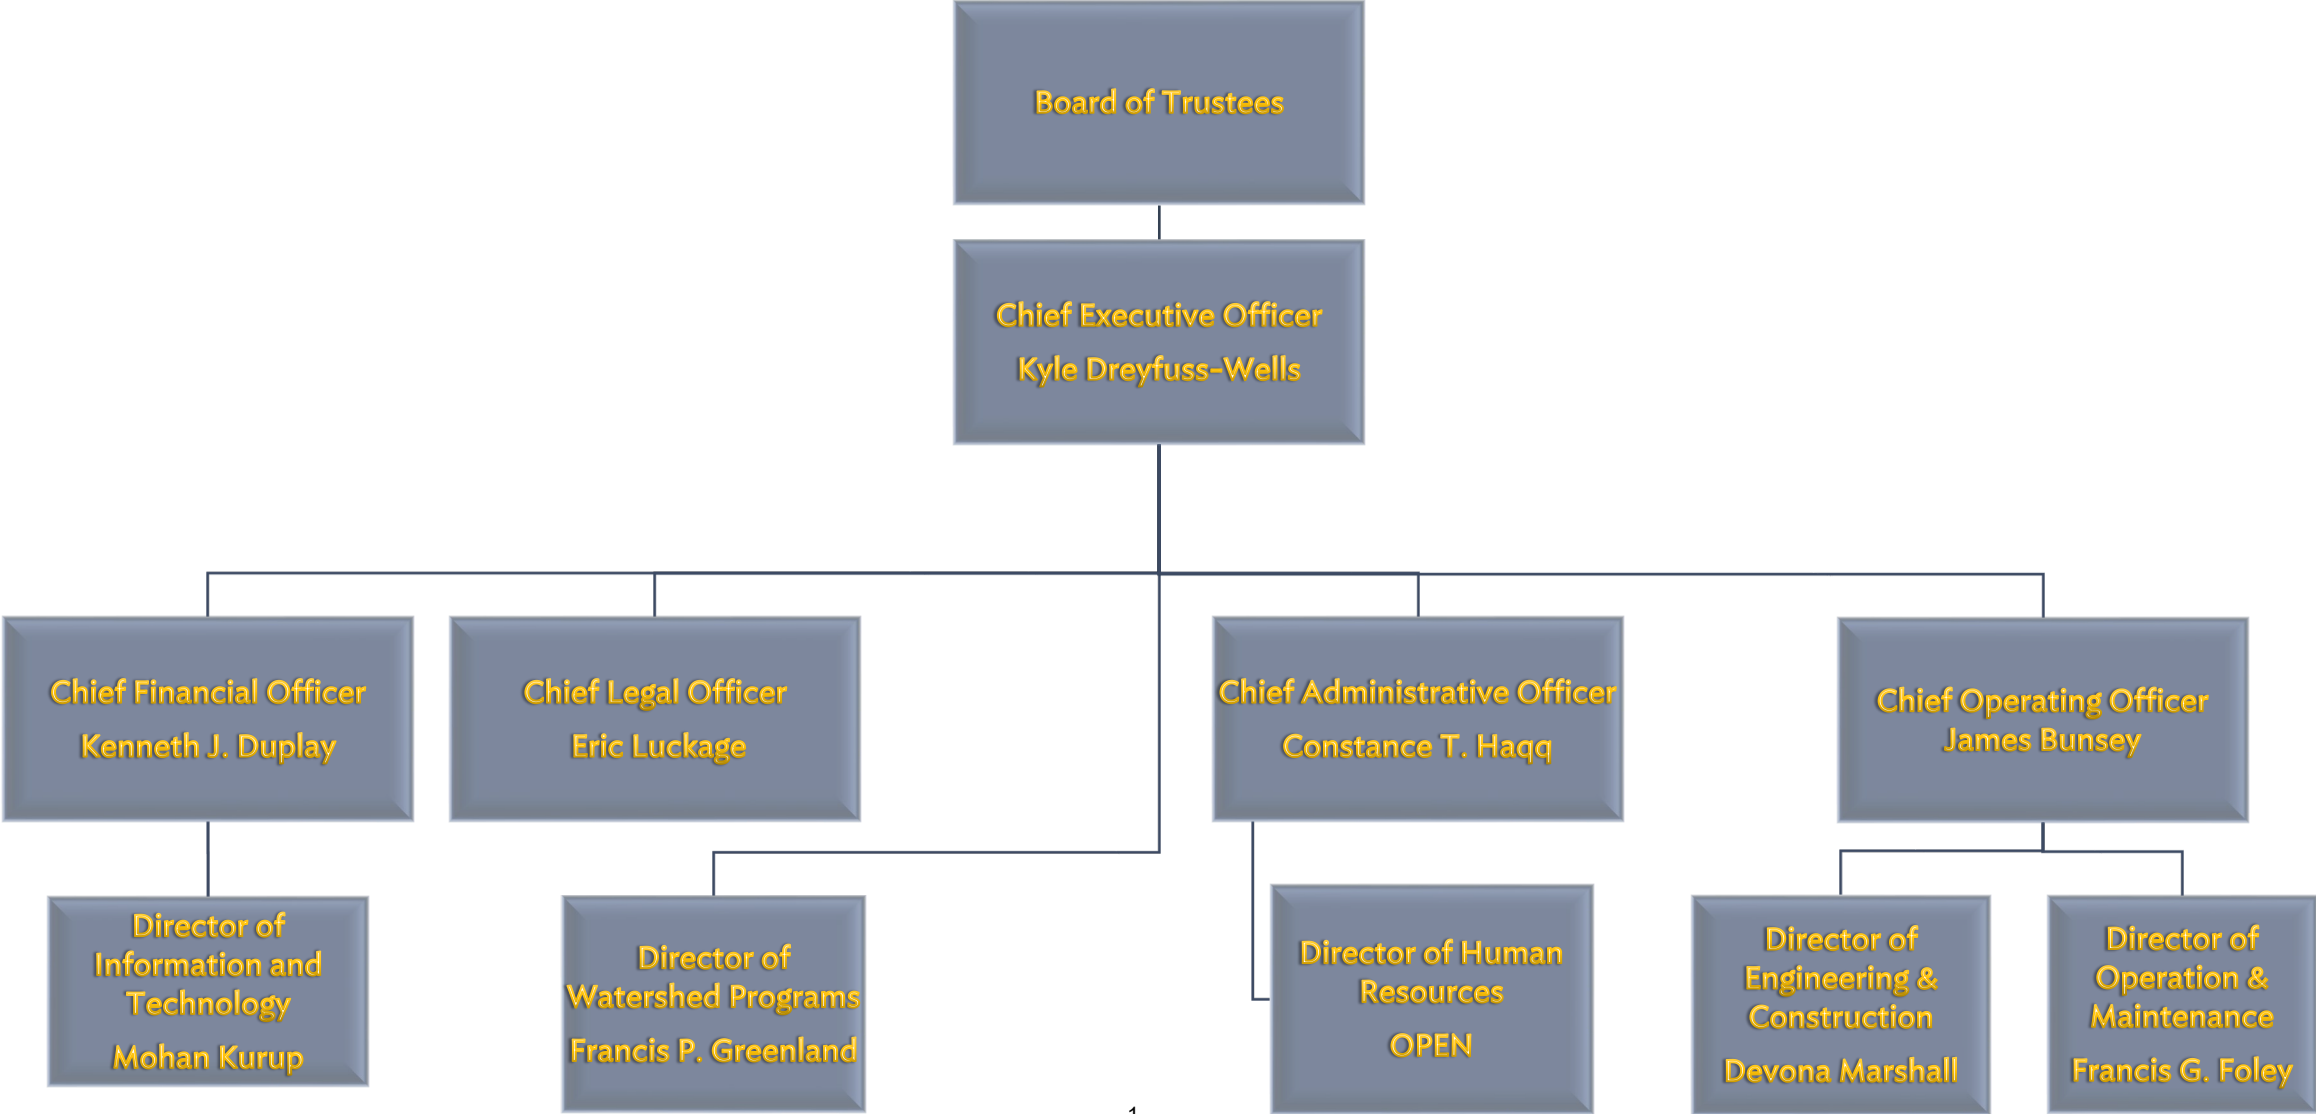 Board of Trustees
Chief Executive Officer
Kyle Dreyfuss-Wells
Chief Financial Officer
Kenneth J. Duplay
Chief Legal Officer
Eric Luckage
Chief Administrative Officer
Constance T. Haqq
Chief Operating Officer
James Bunsey
Director of
Information and
Technology
Mohan Kurup
Director of
Watershed Programs
Francis P. Greenland
Director of Human
Resources
OPEN
Director of
Engineering &
Construction
Devona Marshall
Director of
Operation &
Maintenance
Francis G. Foley
1